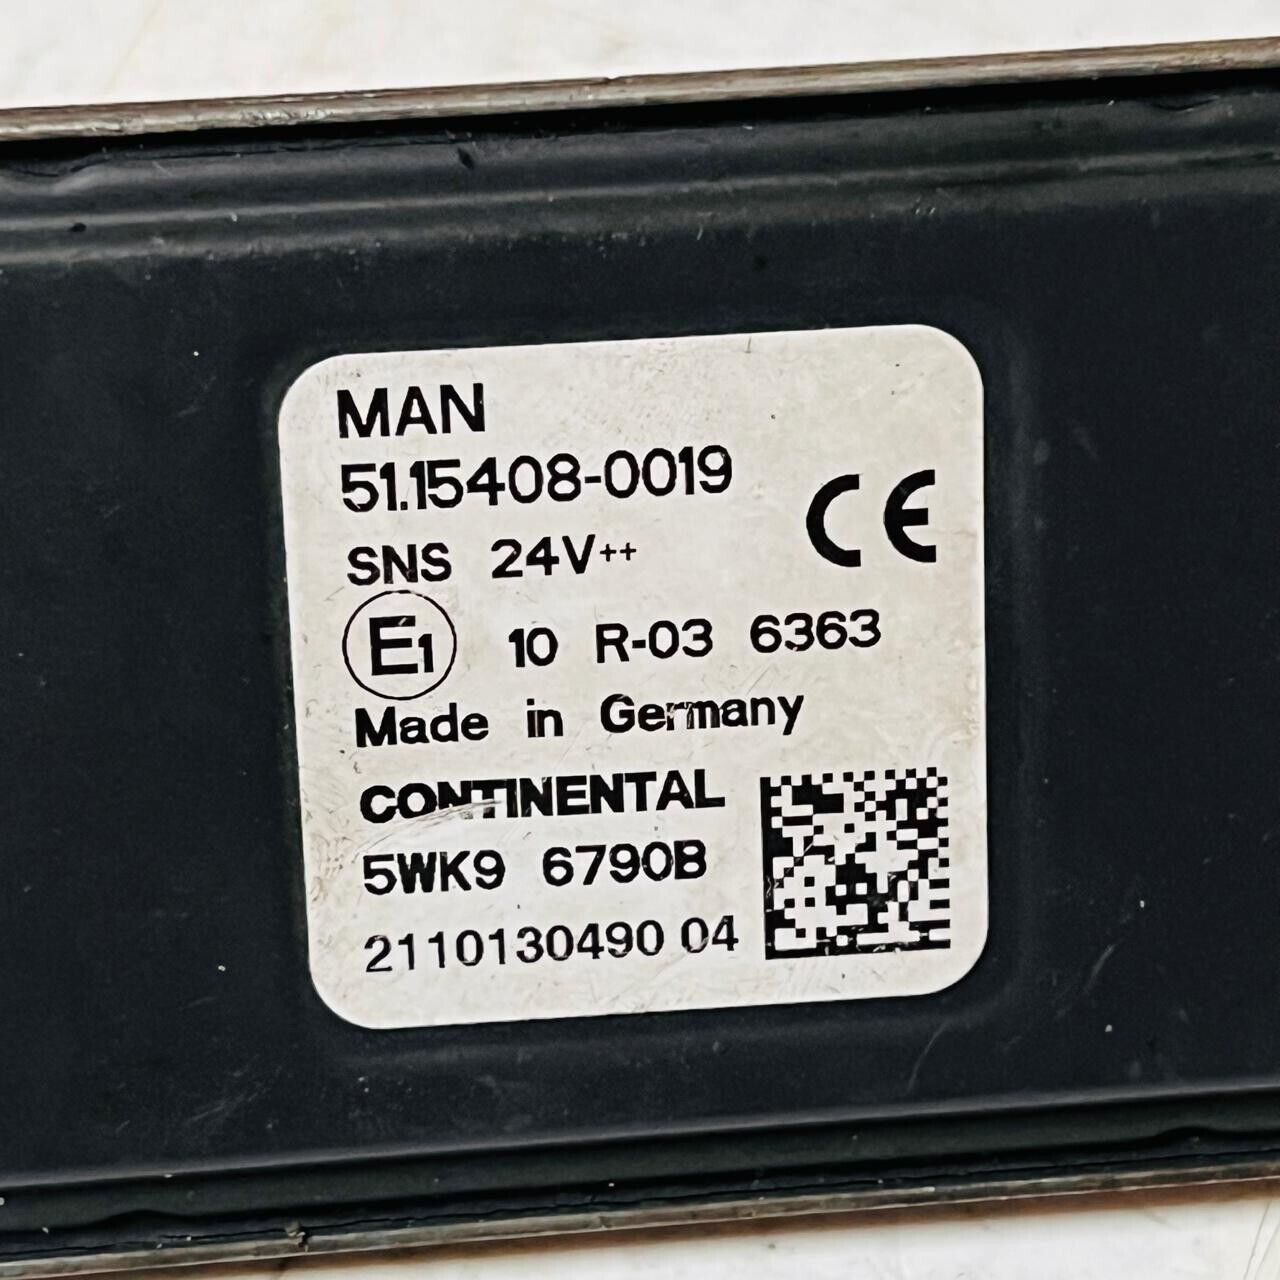 MAN
51.15408-0019
SNS 24V++
CE
E1 10 R-03 6363
Made in Germany
CONTINENTAL
5WK9 6790B
2110130490 04